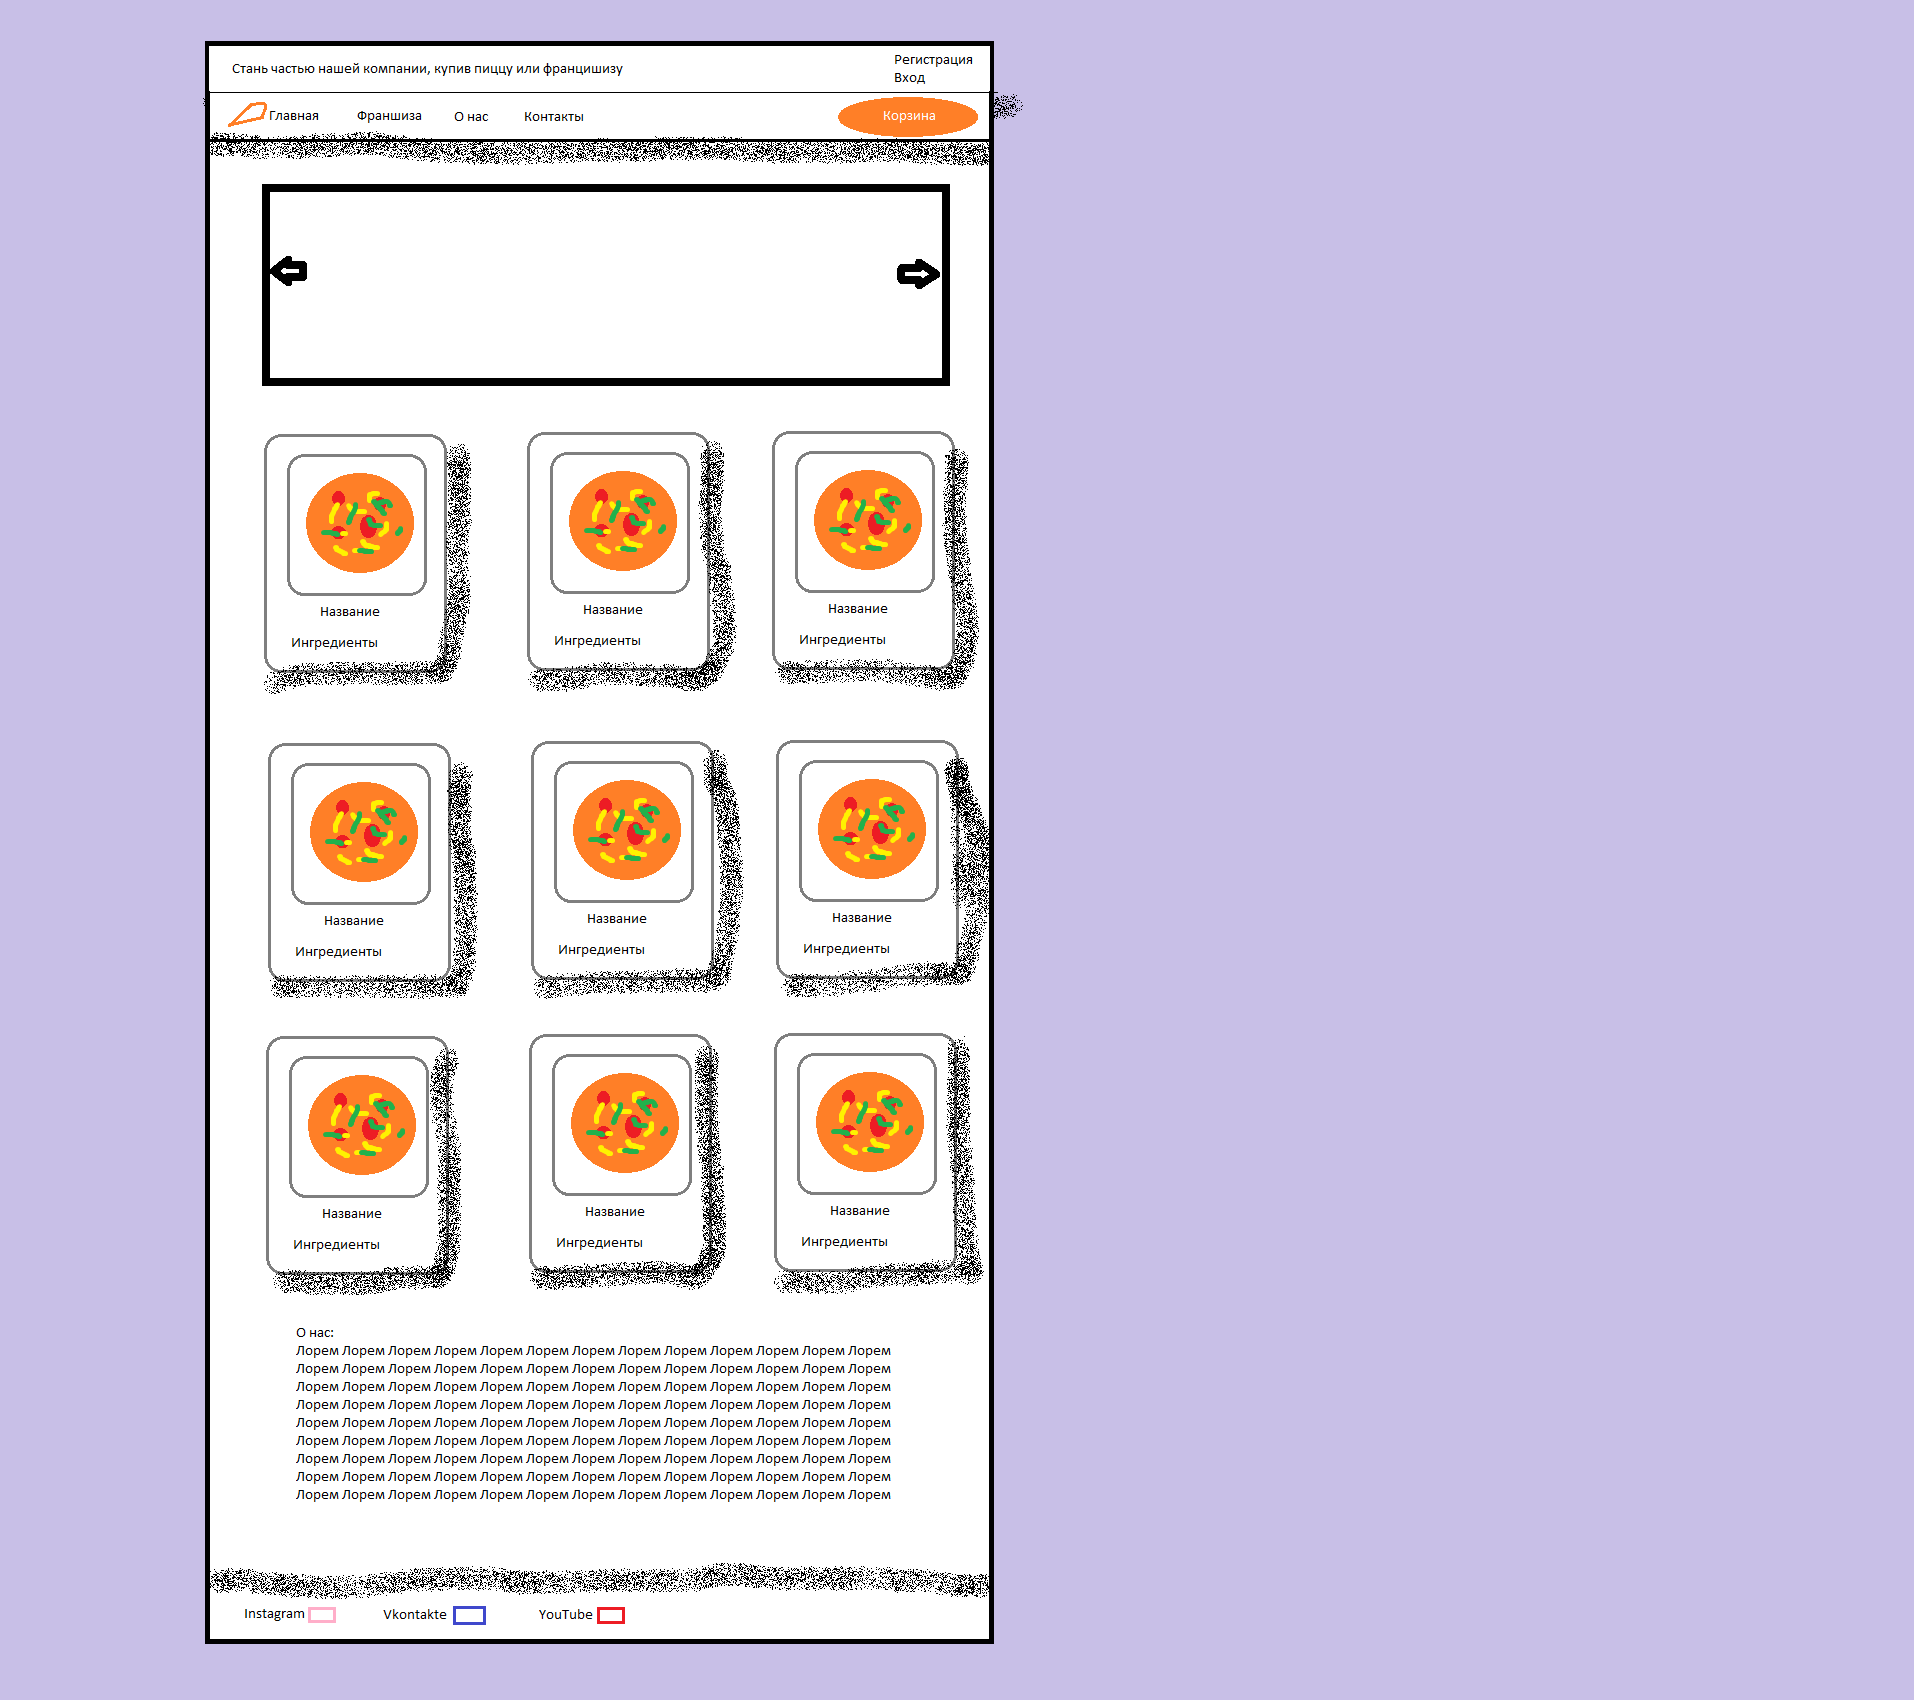 Стань частью нашей компании, купив пиццу или францишизу
Регистрация
Вход
Главная Франшиза О нас Контакты Корзина
Название Название Название
Ингредиенты Ингредиенты Ингредиенты
Название Название Название
Ингредиенты Ингредиенты Ингредиенты
Название Название Название
Ингредиенты Ингредиенты Ингредиенты
О нас:
Лорем Лорем Лорем Лорем Лорем Лорем Лорем Лорем Лорем Лорем Лорем Лорем Лорем
Лорем Лорем Лорем Лорем Лорем Лорем Лорем Лорем Лорем Лорем Лорем Лорем Лорем
Лорем Лорем Лорем Лорем Лорем Лорем Лорем Лорем Лорем Лорем Лорем Лорем Лорем
Лорем Лорем Лорем Лорем Лорем Лорем Лорем Лорем Лорем Лорем Лорем Лорем Лорем
Лорем Лорем Лорем Лорем Лорем Лорем Лорем Лорем Лорем Лорем Лорем Лорем Лорем
Лорем Лорем Лорем Лорем Лорем Лорем Лорем Лорем Лорем Лорем Лорем Лорем Лорем
Лорем Лорем Лорем Лорем Лорем Лорем Лорем Лорем Лорем Лорем Лорем Лорем Лорем
Лорем Лорем Лорем Лорем Лорем Лорем Лорем Лорем Лорем Лорем Лорем Лорем Лорем
Лорем Лорем Лорем Лорем Лорем Лорем Лорем Лорем Лорем Лорем Лорем Лорем Лорем
Instagram Vkontakte YouTube